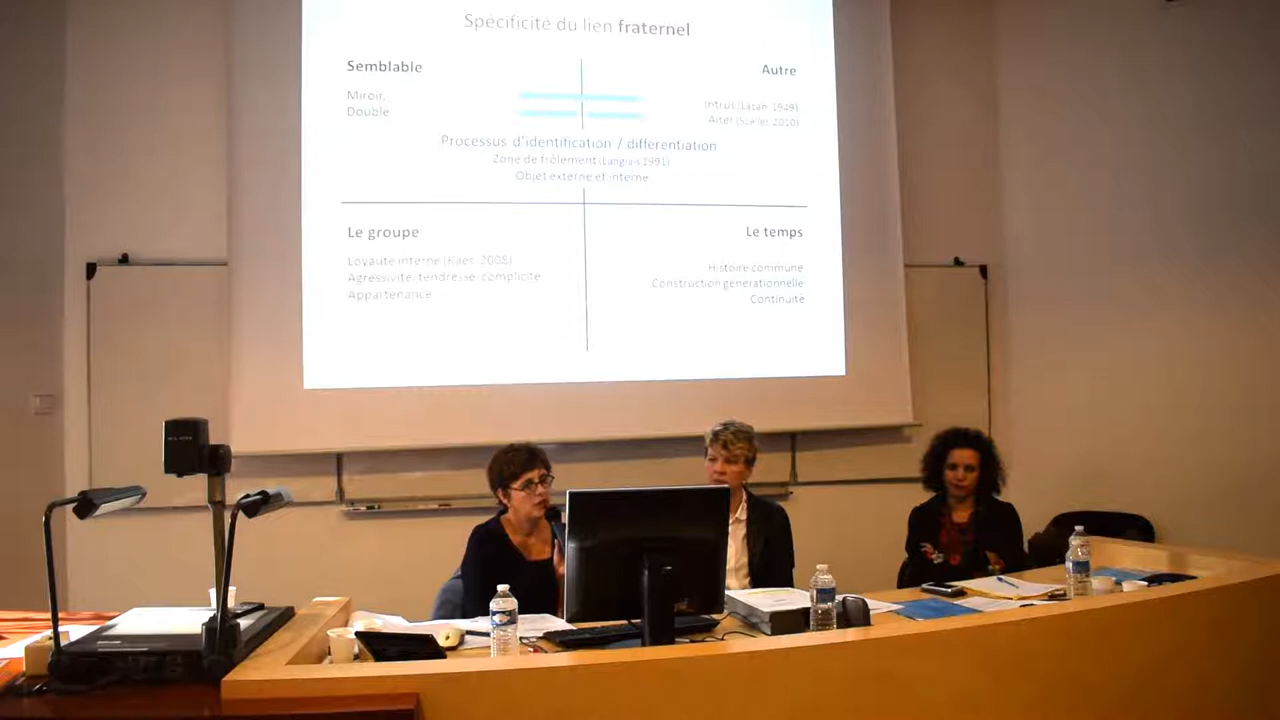 Spécificité du lien fraternel
Semblable
Autre
Miroir,
Double
Intrus (Lacan, 1949)
Alter (Scelles, 2010)
Processus d'identification / différentiation
Zone de frôlement (Langlais 1991)
Objet externe et interne
Le groupe
Le temps
Loyauté interne (Kaës, 2008)
Agressivité, tendresse, complicité
Appartenance
Histoire commune
Construction générationnelle
Continuité